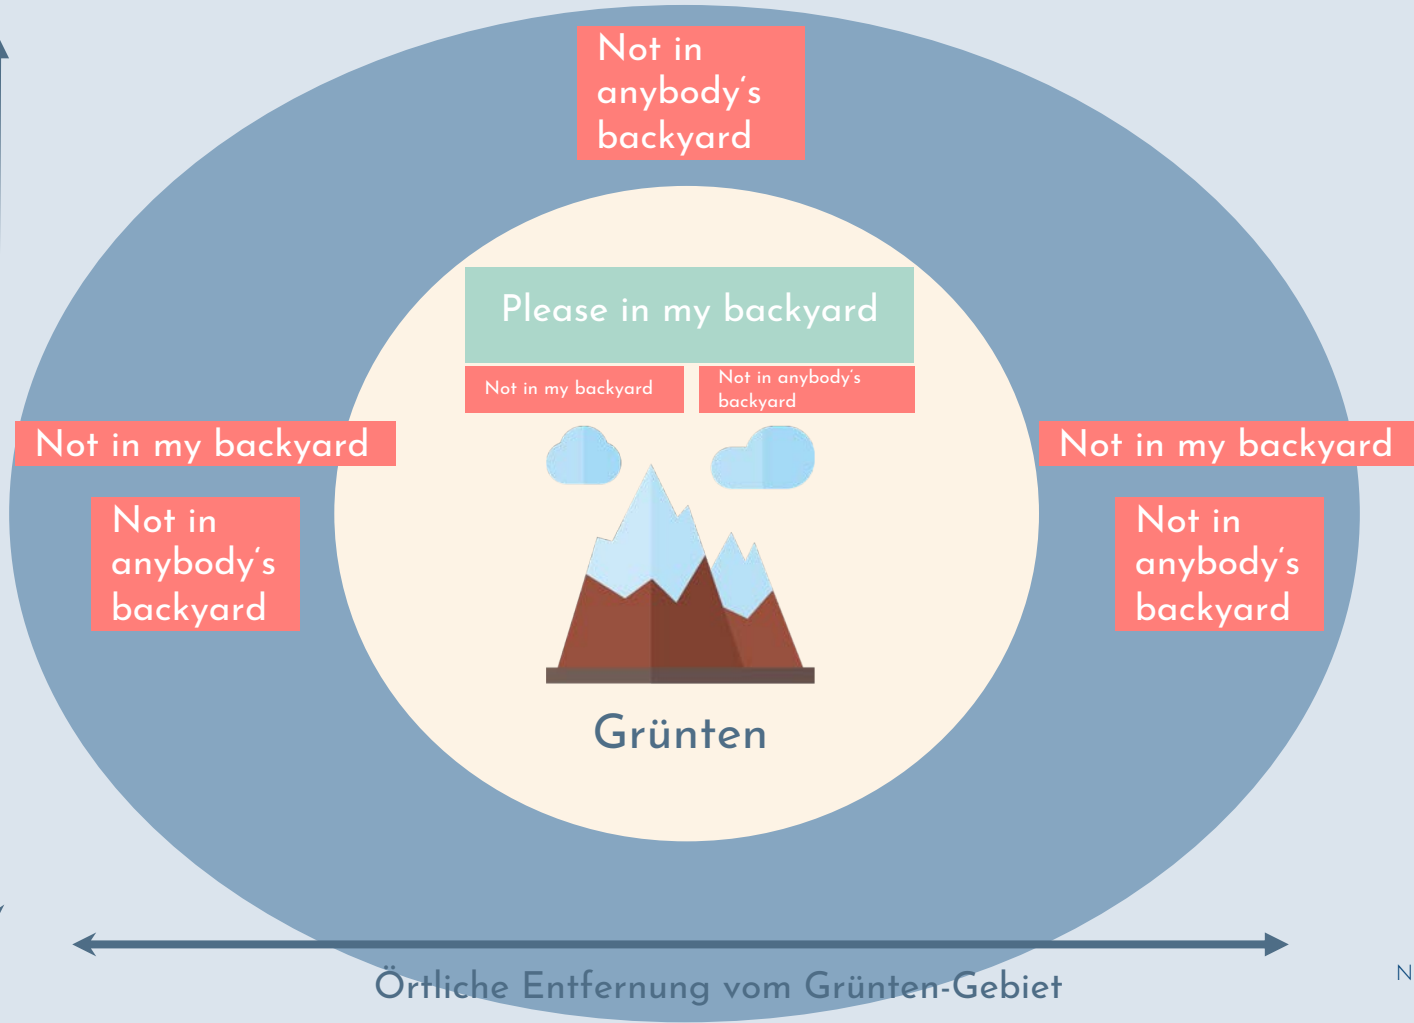 Not in
anybody‘s
backyard
Please in my backyard
Not in my backyard
Not in anybody‘s
backyard
Not in my backyard
Not in my backyard
Not in
anybody‘s
backyard
Not in
anybody‘s
backyard
Grünten
Örtliche Entfernung vom Grünten-Gebiet
N